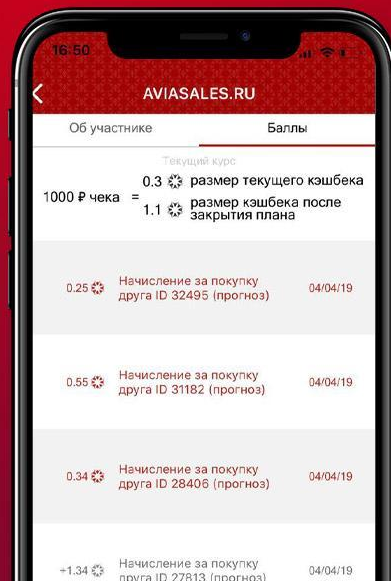 16:50
AVIASALES.RU
Об участнике
Баллы
Текущий курс
1000 ₽ чека = 0.3 размер текущего кэшбека
1.1 размер кэшбека после
закрытия плана
0.25 Начисление за покупку
друга ID 32495 (прогноз) 04/04/19
0.55 Начисление за покупку
друга ID 31182 (прогноз) 04/04/19
0.34 Начисление за покупку
друга ID 28406 (прогноз) 04/04/19
+1.34 Начисление за покупку
друга ID 27813 (прогноз) 04/04/19